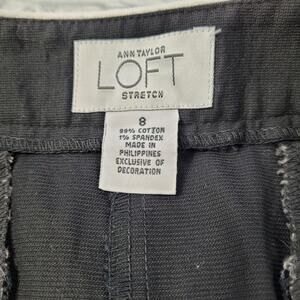 ANN TAYLOR
LOFT
STRETCH
8
99% COTTON
1% SPANDEX
MADE IN
PHILIPPINES
EXCLUSIVE OF
DECORATION